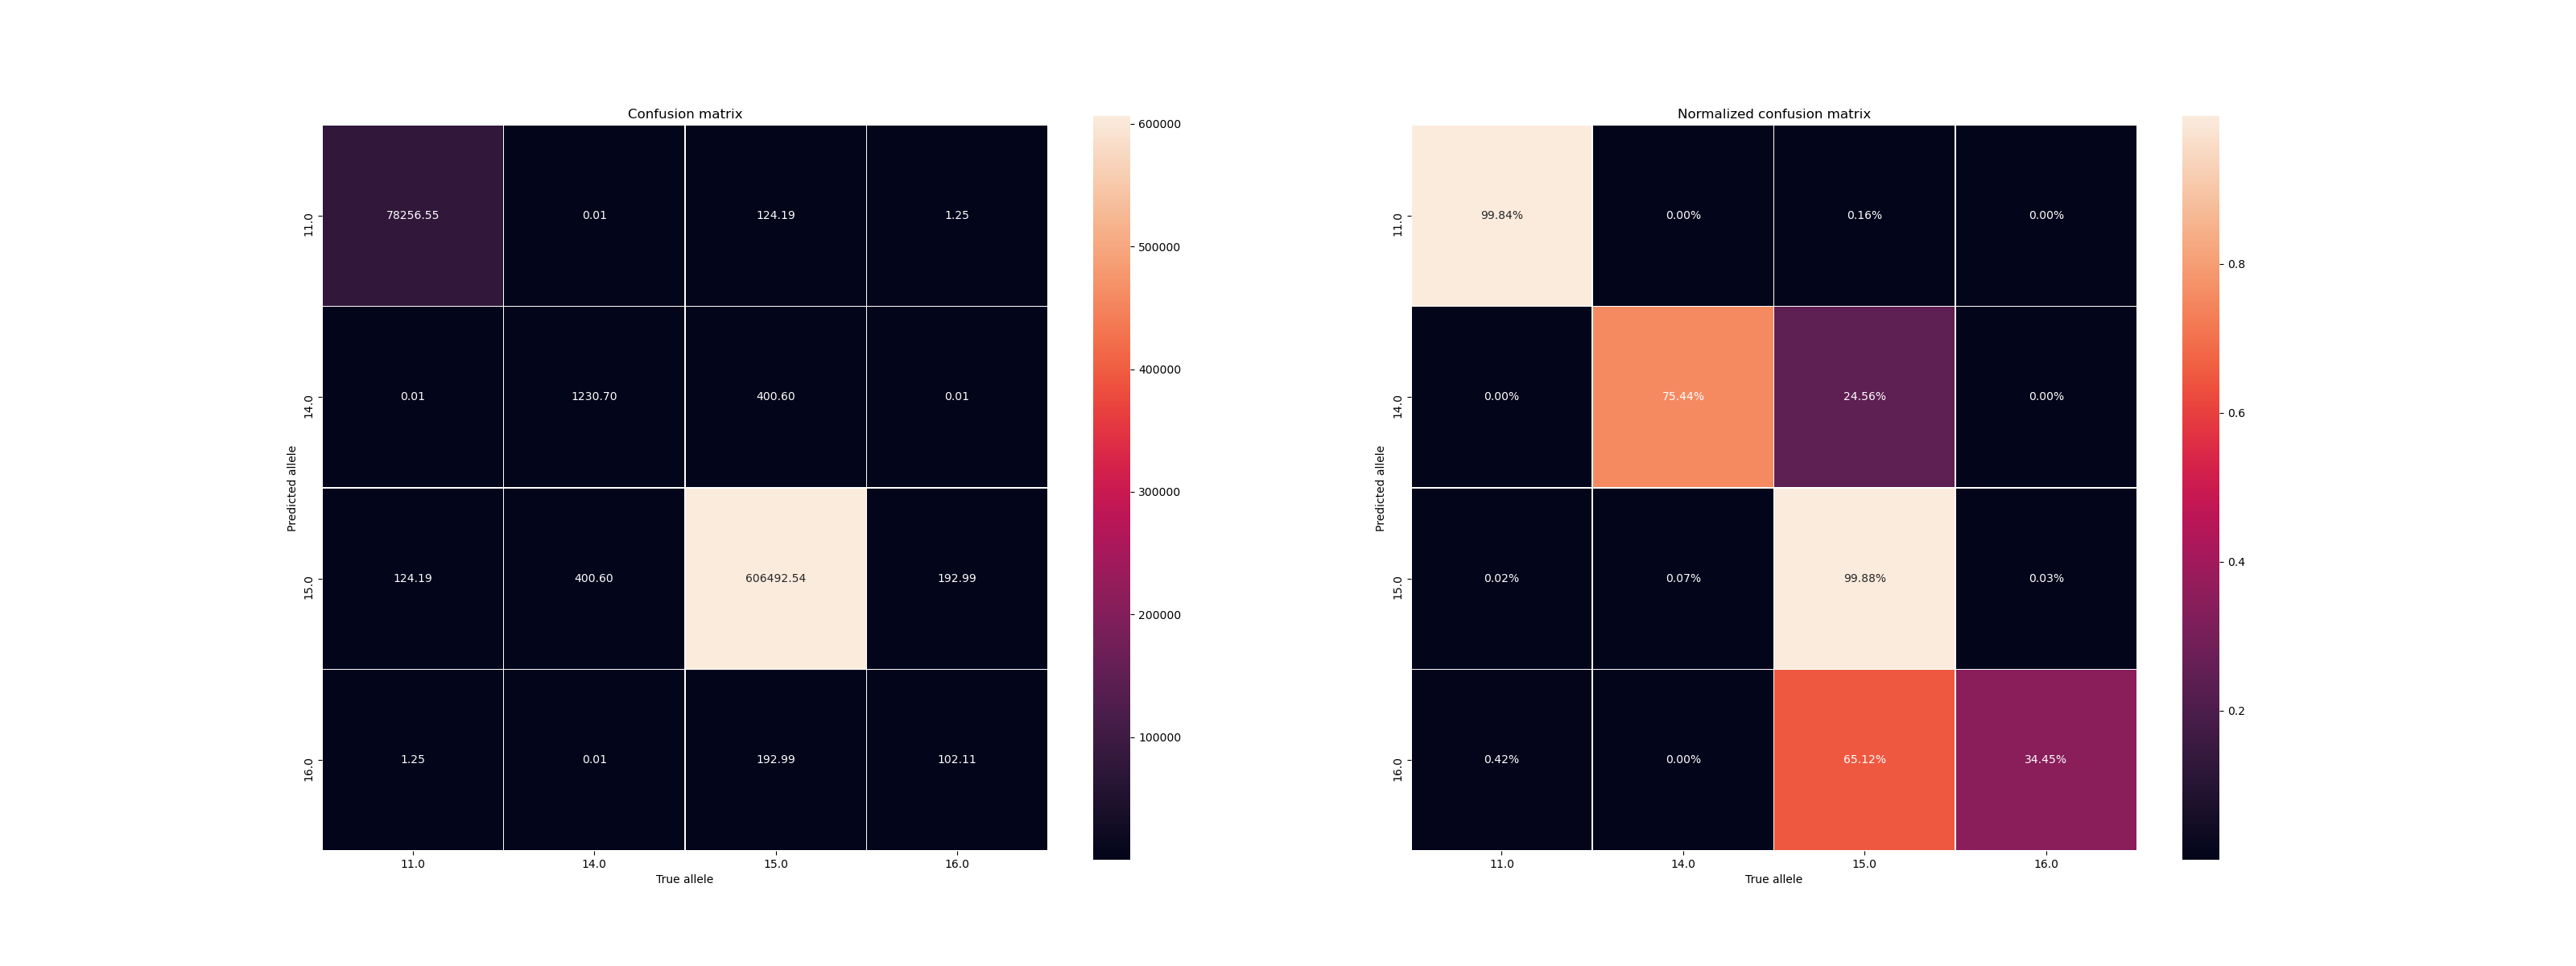 Confusion matrix
78256.55 0.01 124.19 1.25
0.01 1230.70 400.60 0.01
124.19 400.60 606492.54 192.99
1.25 0.01 192.99 102.11
11.0
14.0
15.0
16.0
Predicted allele
11.0 14.0 15.0 16.0
True allele
600000
500000
400000
300000
200000
100000
Normalized confusion matrix
99.84% 0.00% 0.16% 0.00%
0.00% 75.44% 24.56% 0.00%
0.02% 0.07% 99.88% 0.03%
0.42% 0.00% 65.12% 34.45%
11.0
14.0
15.0
16.0
Predicted allele
11.0 14.0 15.0 16.0
True allele
0.8
0.6
0.4
0.2